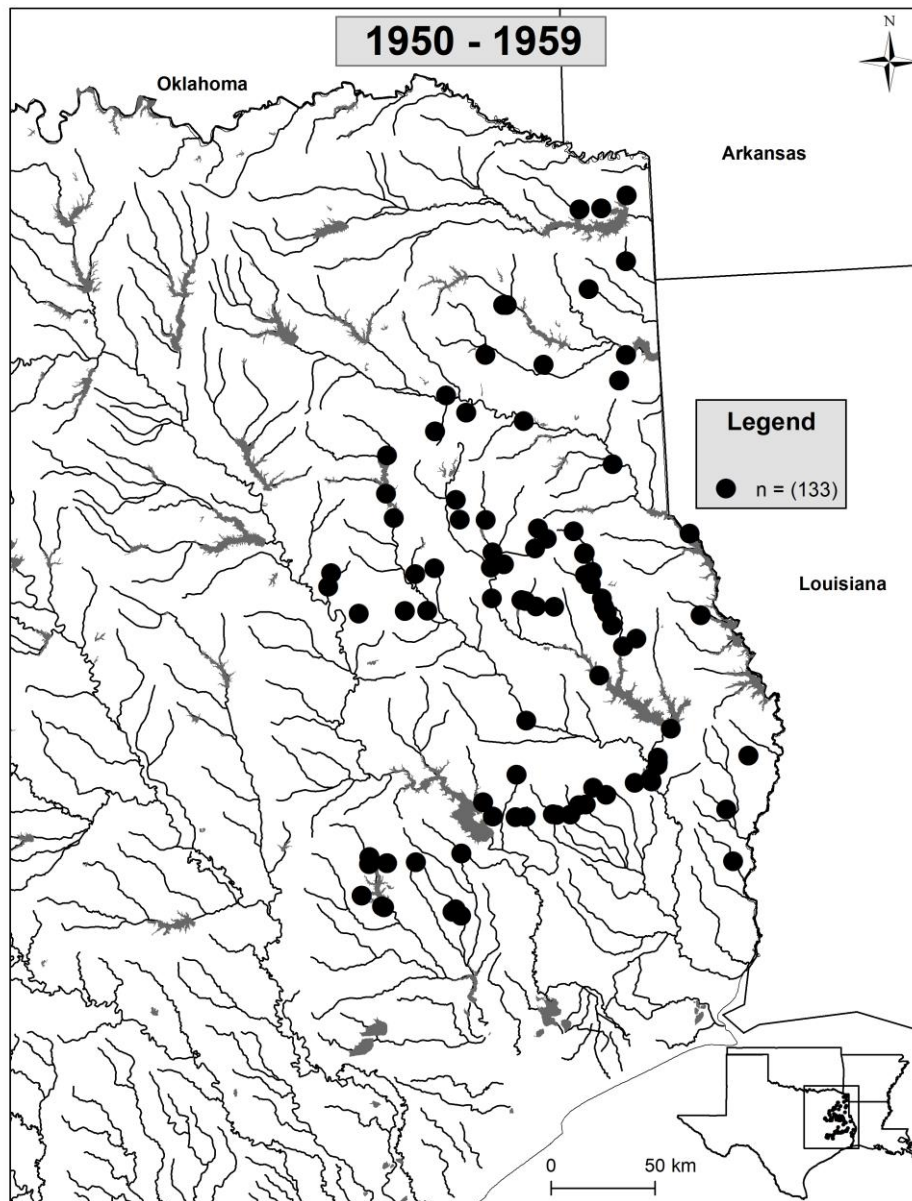 1950 - 1959
N
Oklahoma
Arkansas
Legend
n = (133)
Louisiana
0 50 km